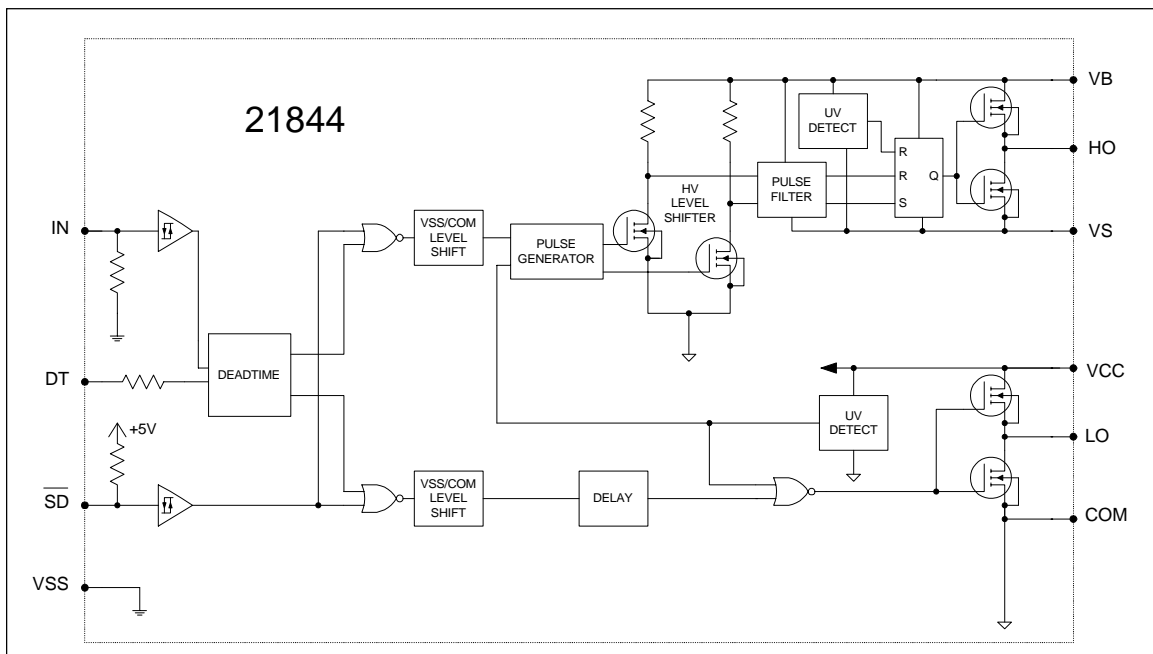 21844
VB
UV
DETECT
HO
R
R
S
Q
PULSE
FILTER
HV
LEVEL
SHIFTER
IN
VSS/COM
LEVEL
SHIFT
PULSE
GENERATOR
VS
DEADTIME
DT
VCC
UV
DETECT
LO
+5V
SD
VSS/COM
LEVEL
SHIFT
DELAY
COM
VSS